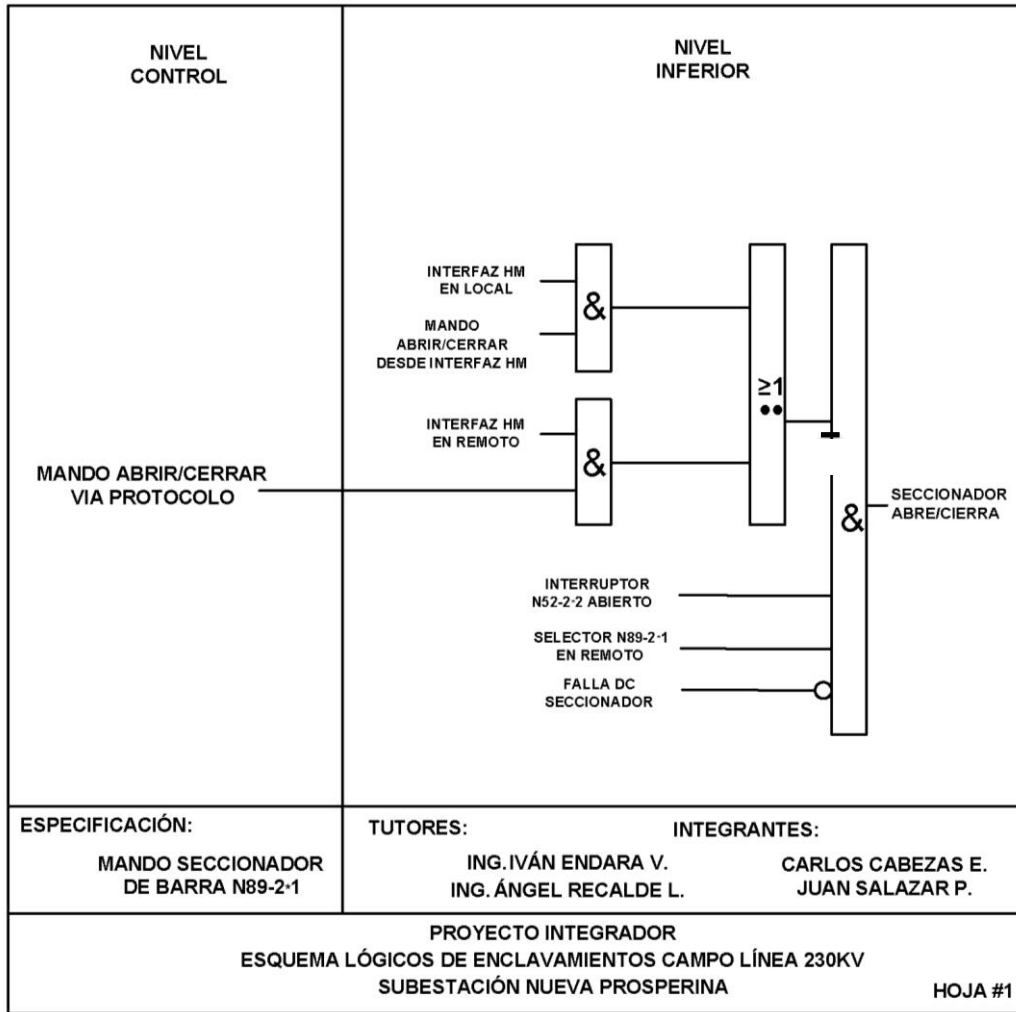 NIVEL
CONTROL
NIVEL
INFERIOR
INTERFAZ HM
EN LOCAL
&
MANDO
ABRIR/CERRAR
DESDE INTERFAZ HM
≥1
INTERFAZ HM
EN REMOTO
&
MANDO ABRIR/CERRAR
VIA PROTOCOLO
&
SECCIONADOR
ABRE/CIERRA
INTERRUPTOR
N52-2-2 ABIERTO
SELECTOR N89-2-1
EN REMOTO
FALLA DC
SECCIONADOR
ESPECIFICACIÓN:
MANDO SECCIONADOR
DE BARRA N89-2-1
TUTORES:
ING. IVÁN ENDARA V.
ING. ÁNGEL RECALDE L.
INTEGRANTES:
CARLOS CABEZAS E.
JUAN SALAZAR P.
PROYECTO INTEGRADOR
ESQUEMA LÓGICOS DE ENCLAVAMIENTOS CAMPO LÍNEA 230KV
SUBESTACIÓN NUEVA PROSPERINA
HOJA #1